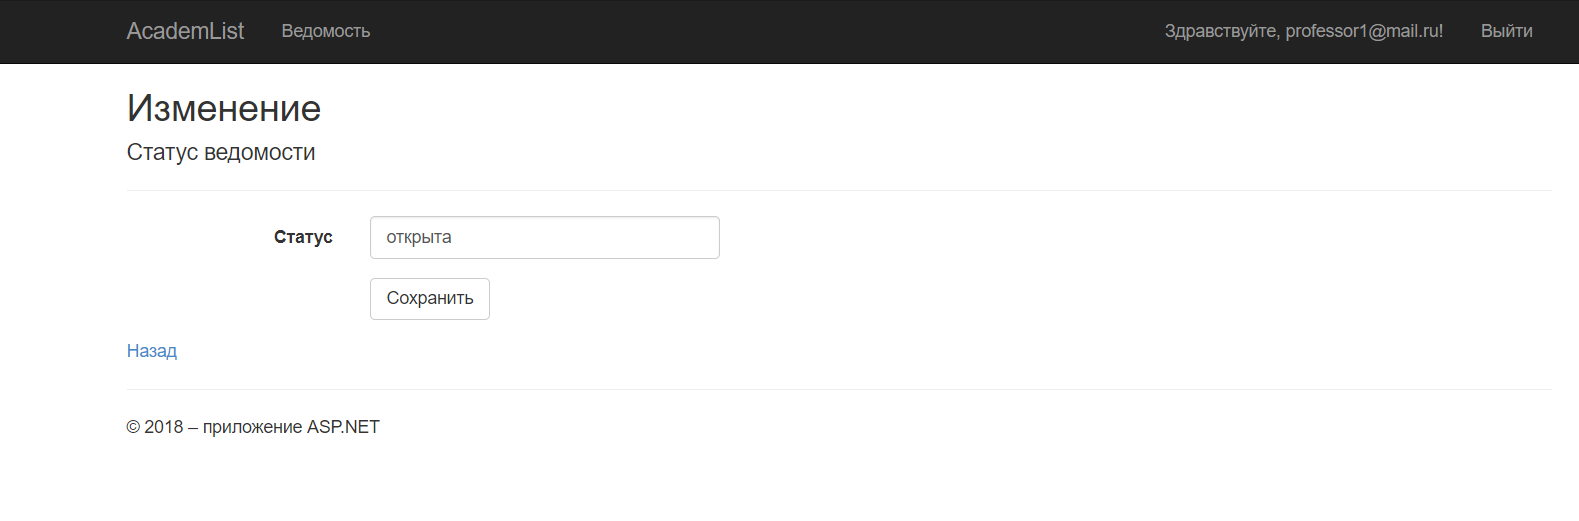 AcademList Ведомость Здравствуйте, professor1@mail.ru! Выйти
Изменение
Статус ведомости
Статус открыта
Сохранить
Назад
© 2018 – приложение ASP.NET